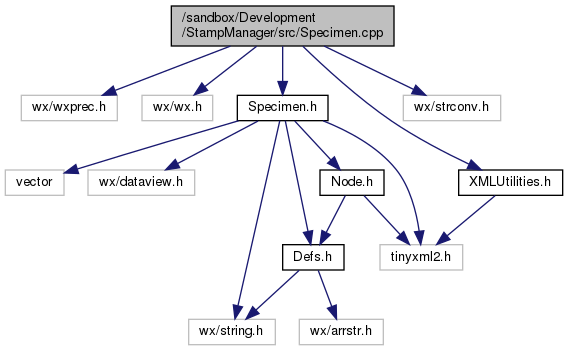 /sandbox/Development
/StampManager/src/Specimen.cpp
wx/wxprec.h
wx/wx.h
Specimen.h
wx/strconv.h
vector
wx/dataview.h
Node.h
XMLUtilities.h
Defs.h
tinyxml2.h
wx/string.h
wx/arrstr.h